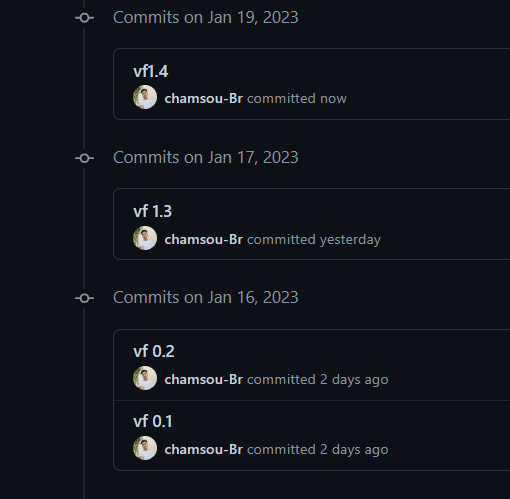 Commits on Jan 19, 2023
vf1.4
chamsou-Br committed now
Commits on Jan 17, 2023
vf 1.3
chamsou-Br committed yesterday
Commits on Jan 16, 2023
vf 0.2
chamsou-Br committed 2 days ago
vf 0.1
chamsou-Br committed 2 days ago